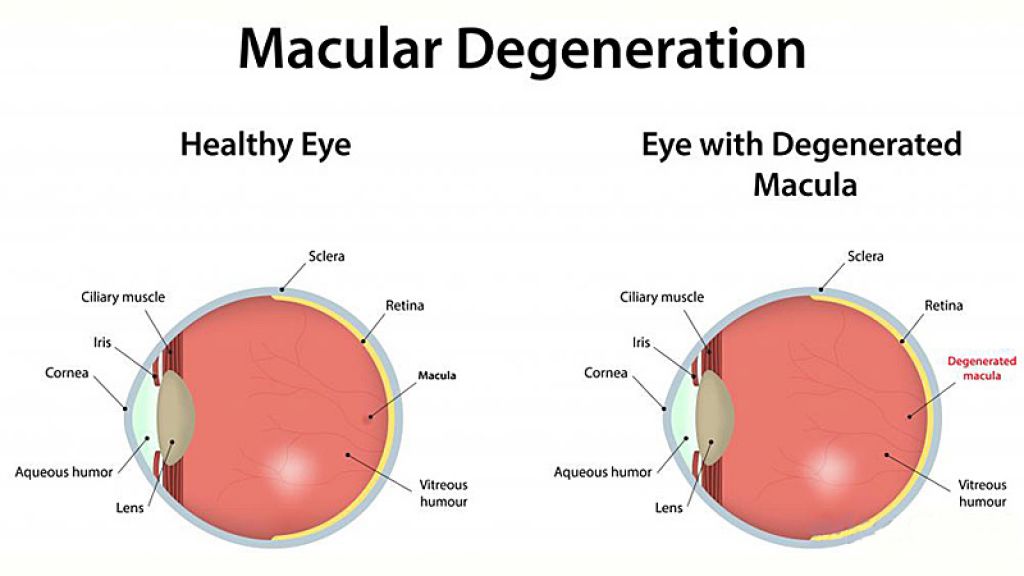 Macular Degeneration
Healthy Eye
Sclera
Ciliary muscle
Retina
Iris
Cornea
Macula
Aqueous humor
Vitreous
humour
Lens
Eye with Degenerated
Macula
Sclera
Ciliary muscle
Retina
Iris
Cornea
Degenerated
macula
Aqueous humor
Vitreous
humour
Lens